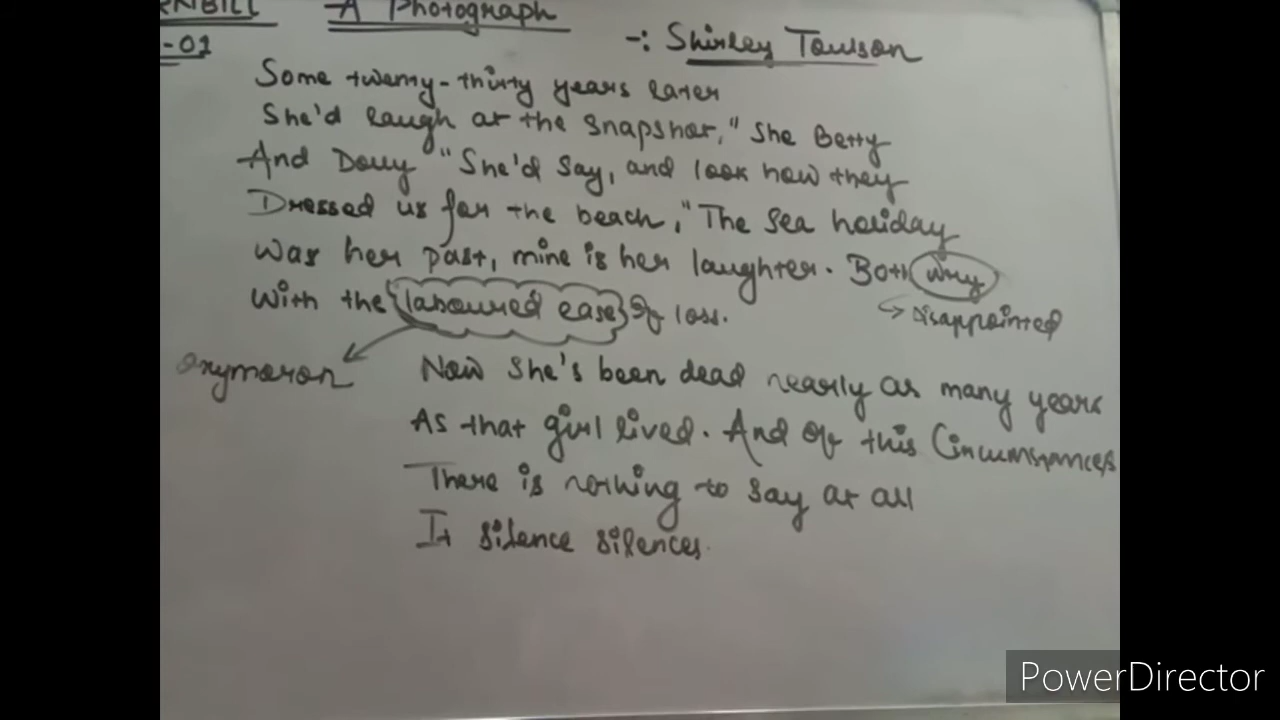 RNBILL A Photograph
-01 -: Shirley Toulson
Some twenty-thirty years later
She'd laugh at the snapshot," She Betty
And Dolly "She'd say, and look how they
Dressed us for the beach," The sea holiday
was her past, mine is her laughter. Both wry
With the laboured ease of loss.
→ Disappointed
oxymoron
Now She's been dead nearly as many years
As that girl lived. And of this Circumstances
There is nothing to say at all
It silence silences.
PowerDirector